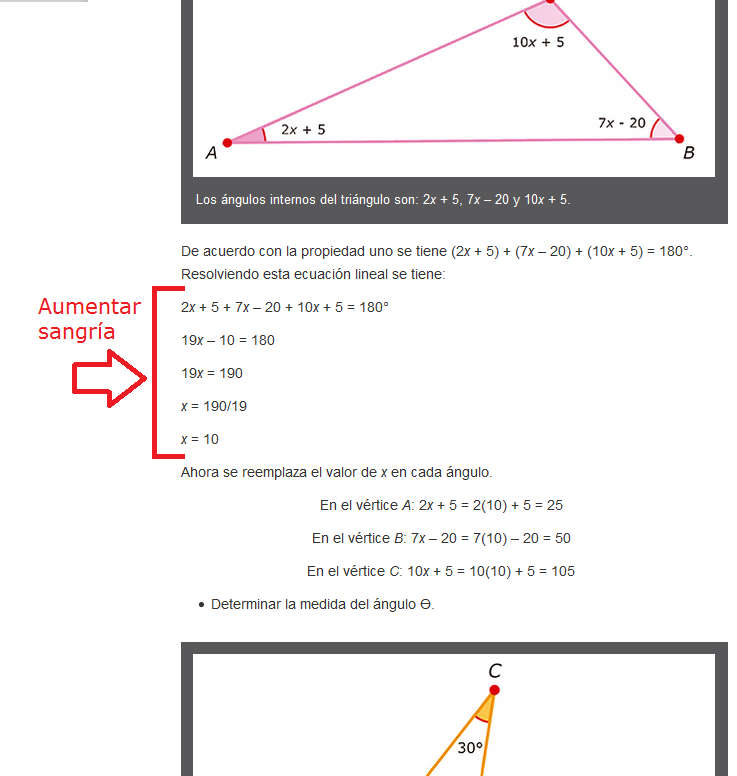 10x + 5
2x + 5
7x - 20
A
B
Los ángulos internos del triángulo son: 2x + 5, 7x – 20 y 10x + 5.
De acuerdo con la propiedad uno se tiene (2x + 5) + (7x – 20) + (10x + 5) = 180°.
Resolviendo esta ecuación lineal se tiene:
Aumentar
sangría
2x + 5 + 7x – 20 + 10x + 5 = 180°
19x – 10 = 180
19x = 190
x = 190/19
x = 10
Ahora se reemplaza el valor de x en cada ángulo.
En el vértice A: 2x + 5 = 2(10) + 5 = 25
En el vértice B: 7x – 20 = 7(10) – 20 = 50
En el vértice C: 10x + 5 = 10(10) + 5 = 105
• Determinar la medida del ángulo Ɵ.
C
30°